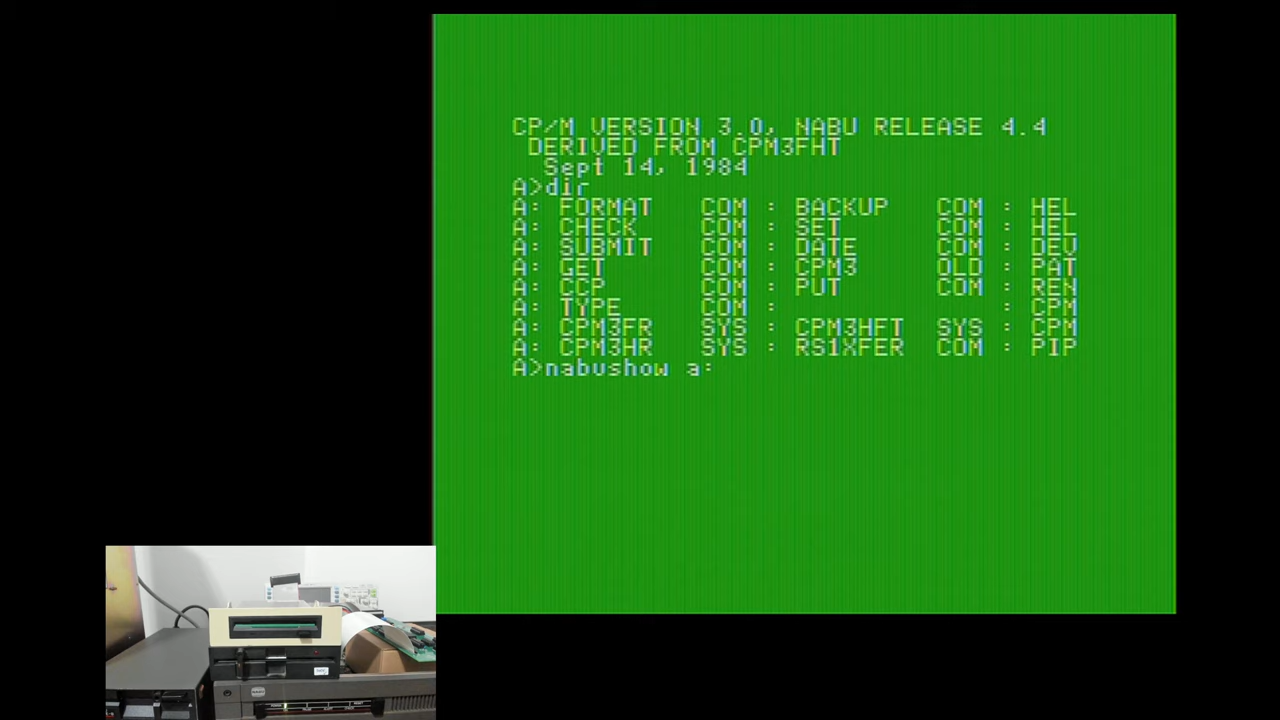 CP/M VERSION 3.0, NABU RELEASE 4.4
DERIVED FROM CPM3FHT
Sept 14, 1984
A>dir
A: FORMAT COM : BACKUP COM : HEL
A: CHECK COM : SET COM : HEL
A: SUBMIT COM : DATE COM : DEV
A: GET COM : CPM3 OLD : PAT
A: CCP COM : PUT COM : REN
A: TYPE COM : : CPM
A: CPM3FR SYS : CPM3HFT SYS : CPM
A: CPM3HR SYS : RS1XFER COM : PIP
A>nabushow a: